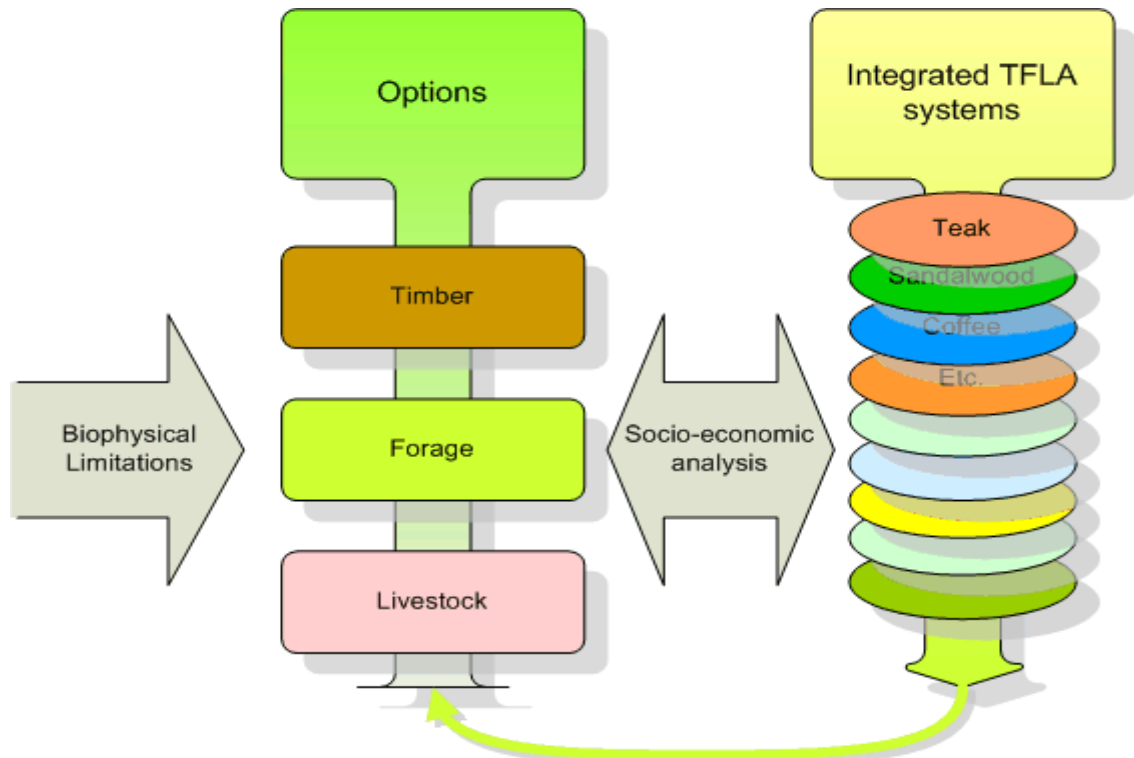 Options
Integrated TFLA
systems
Teak
Sandalwood
Timber
Coffee
Etc.
Biophysical
Limitations
Forage
Socio-economic
analysis
Livestock